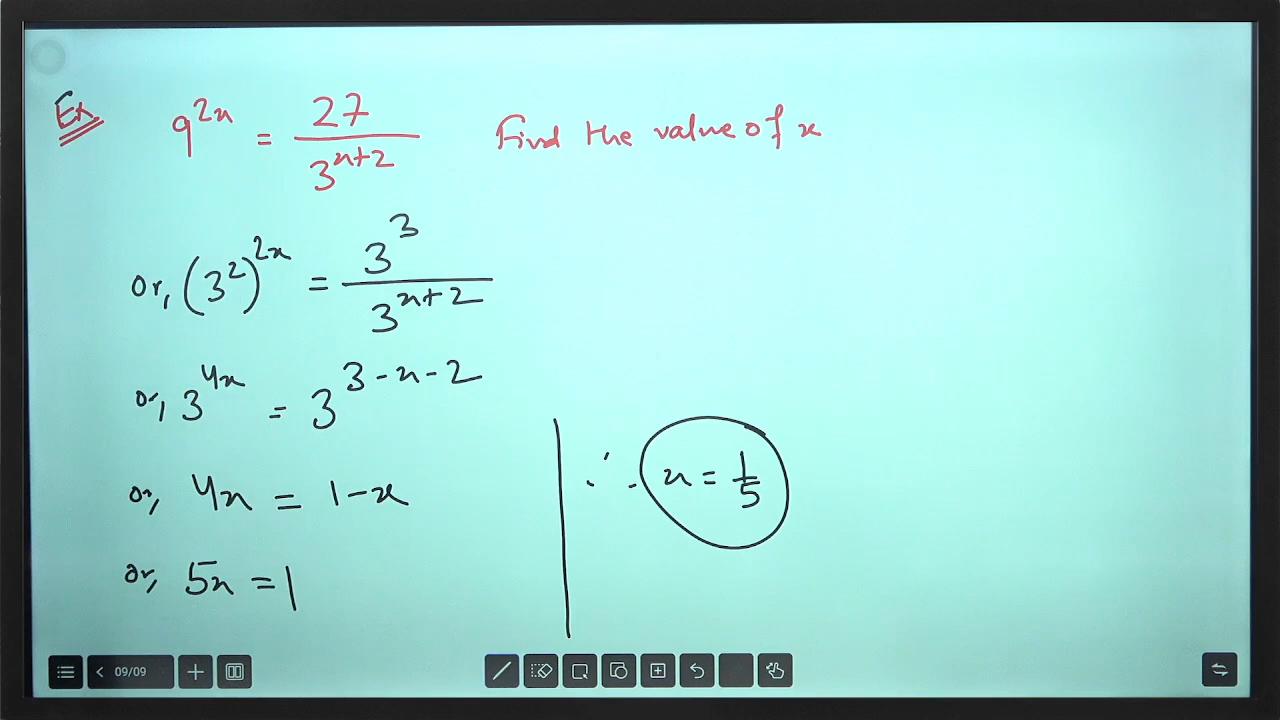 Ex 9^{2x} = 27/3^{x+2} Find the value of x
or, (3^2)^{2x} = 3^3/3^{x+2}
or, 3^{4x} = 3^{3-x-2}
or, 4x = 1-x
or, 5x = 1
∴ x = 1/5
09/09